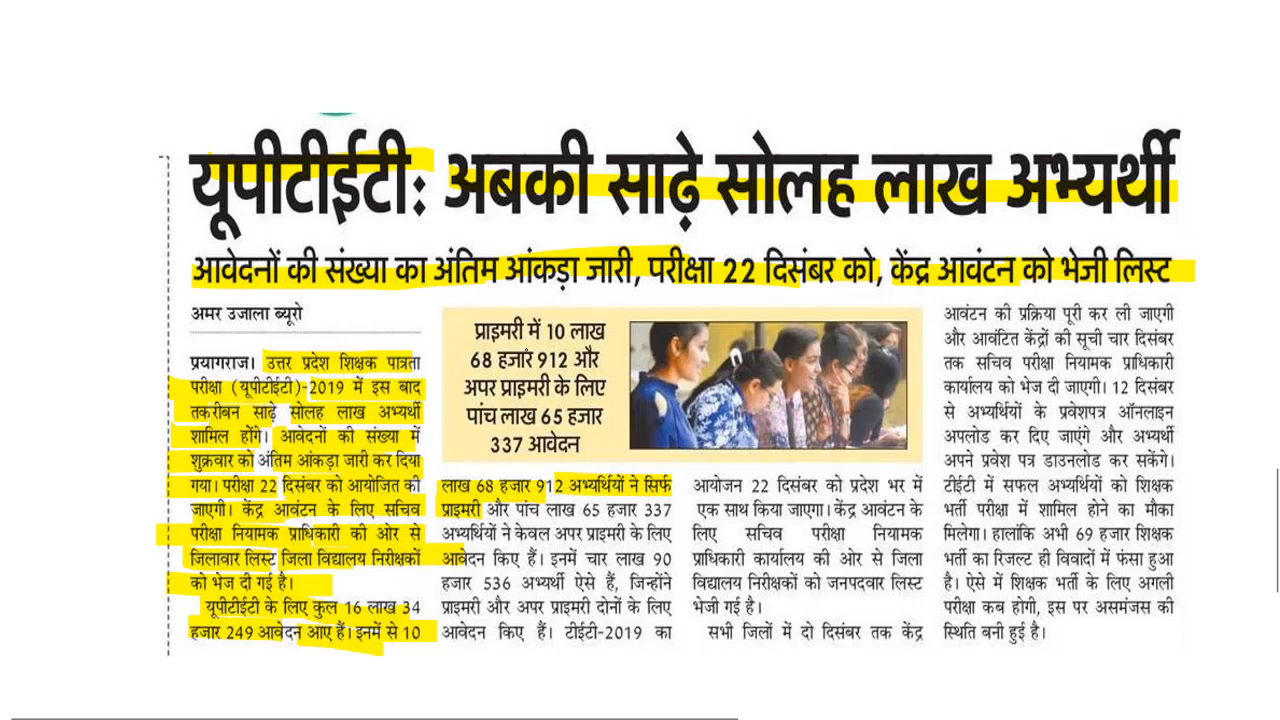 यूपीटीईटी: अबकी साढ़े सोलह लाख अभ्यर्थी
आवेदनों की संख्या का अंतिम आंकड़ा जारी, परीक्षा 22 दिसंबर को, केंद्र आवंटन को भेजी लिस्ट
अमर उजाला ब्यूरो
प्रयागराज। उत्तर प्रदेश शिक्षक पात्रता
परीक्षा (यूपीटीईटी)-2019 में इस बाद
तकरीबन साढ़े सोलह लाख अभ्यर्थी
शामिल होंगे। आवेदनों की संख्या में
शुक्रवार को अंतिम आंकड़ा जारी कर दिया
गया। परीक्षा 22 दिसंबर को आयोजित की
जाएगी। केंद्र आवंटन के लिए सचिव
परीक्षा नियामक प्राधिकारी की ओर से
जिलावार लिस्ट जिला विद्यालय निरीक्षकों
को भेज दी गई है।
यूपीटीईटी के लिए कुल 16 लाख 34
हजार 249 आवेदन आए हैं। इनमें से 10
प्राइमरी में 10 लाख
68 हजार 912 और
अपर प्राइमरी के लिए
पांच लाख 65 हजार
337 आवेदन
लाख 68 हजार 912 अभ्यर्थियों ने सिर्फ
प्राइमरी और पांच लाख 65 हजार 337
अभ्यर्थियों ने केवल अपर प्राइमरी के लिए
आवेदन किए हैं। इनमें चार लाख 90
हजार 536 अभ्यर्थी ऐसे हैं, जिन्होंने
प्राइमरी और अपर प्राइमरी दोनों के लिए
आवेदन किए हैं। टीईटी-2019 का
आयोजन 22 दिसंबर को प्रदेश भर में
एक साथ किया जाएगा। केंद्र आवंटन के
लिए सचिव परीक्षा नियामक
प्राधिकारी कार्यालय की ओर से जिला
विद्यालय निरीक्षकों को जनपदवार लिस्ट
भेजी गई है।
सभी जिलों में दो दिसंबर तक केंद्र
आवंटन की प्रक्रिया पूरी कर ली जाएगी
और आवंटित केंद्रों की सूची चार दिसंबर
तक सचिव परीक्षा नियामक प्राधिकारी
कार्यालय को भेज दी जाएगी। 12 दिसंबर
से अभ्यर्थियों के प्रवेशपत्र ऑनलाइन
अपलोड कर दिए जाएंगे और अभ्यर्थी
अपने प्रवेश पत्र डाउनलोड कर सकेंगे।
टीईटी में सफल अभ्यर्थियों को शिक्षक
भर्ती परीक्षा में शामिल होने का मौका
मिलेगा। हालांकि अभी 69 हजार शिक्षक
भर्ती का रिजल्ट ही विवादों में फंसा हुआ
है। ऐसे में शिक्षक भर्ती के लिए अगली
परीक्षा कब होगी, इस पर असमंजस की
स्थिति बनी हुई है।